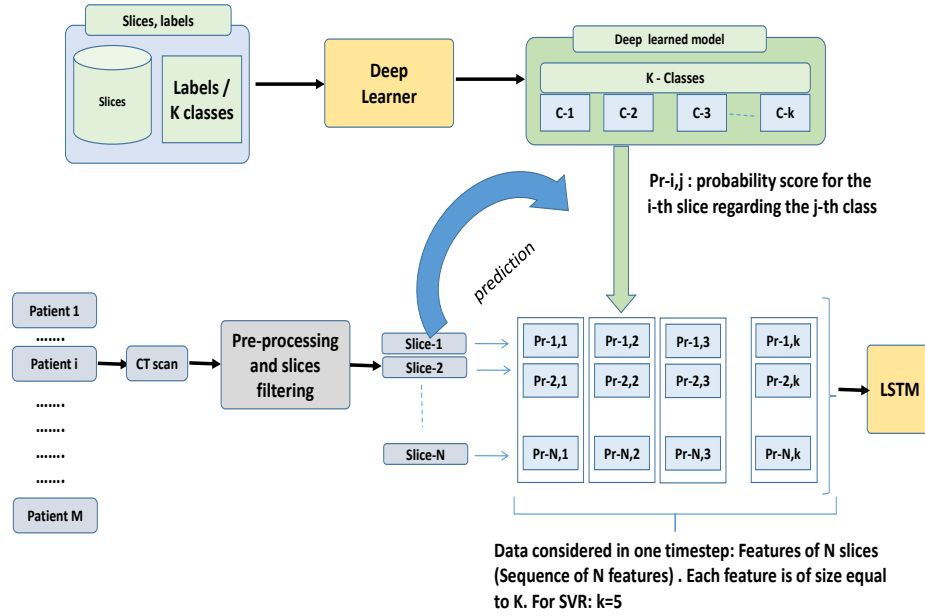 Slices, labels
Slices
Labels /
K classes
Deep
Learner
Deep learned model
K - Classes
C-1
C-2
C-3
C-k
Pr-i,j : probability score for the
i-th slice regarding the j-th class
prediction
Patient 1
.......
Patient i
.......
.......
.......
.......
Patient M
CT scan
Pre-processing
and slices
filtering
Slice-1
Slice-2
Slice-N
Pr-1,1
Pr-1,2
Pr-1,3
Pr-1,k
Pr-2,1
Pr-2,2
Pr-2,3
Pr-2,k
Pr-N,1
Pr-N,2
Pr-N,3
Pr-N,k
LSTM
Data considered in one timestep: Features of N slices
(Sequence of N features) . Each feature is of size equal
to K. For SVR: k=5